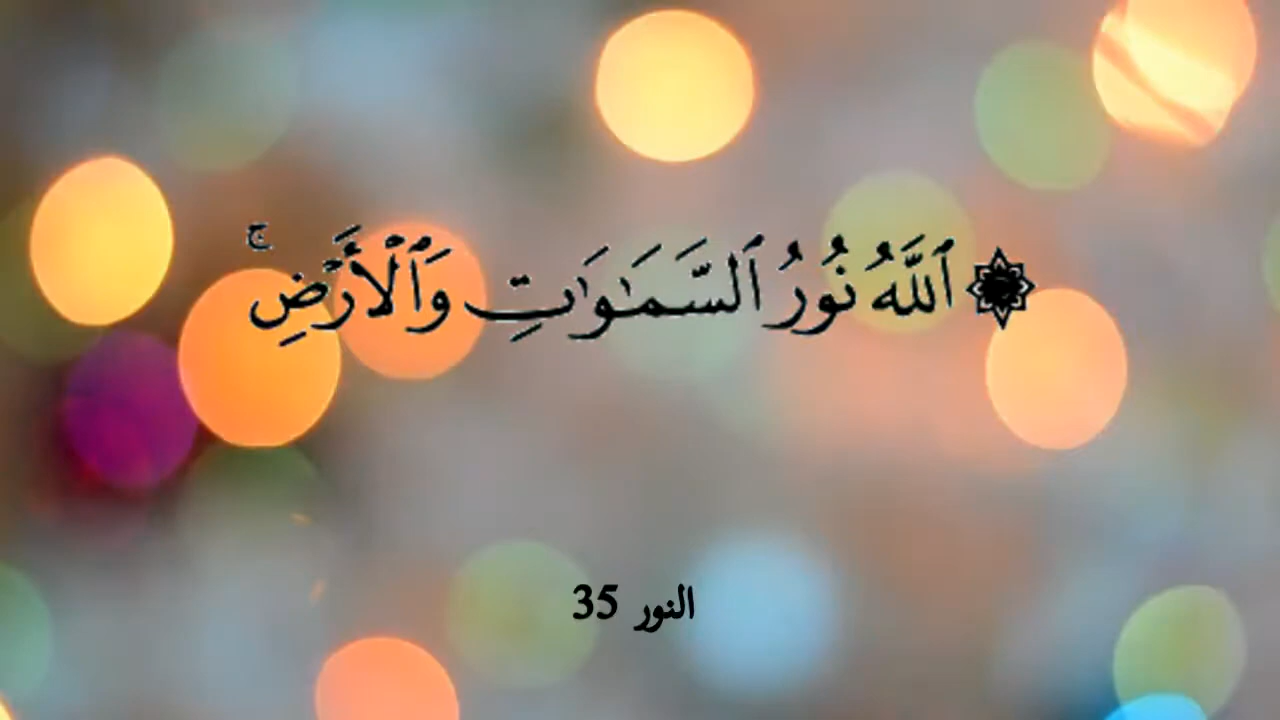 ۞ ٱللَّهُ نُورُ ٱلسَّمَٰوَٰتِ وَٱلْأَرْضِ ۚ
النور 35